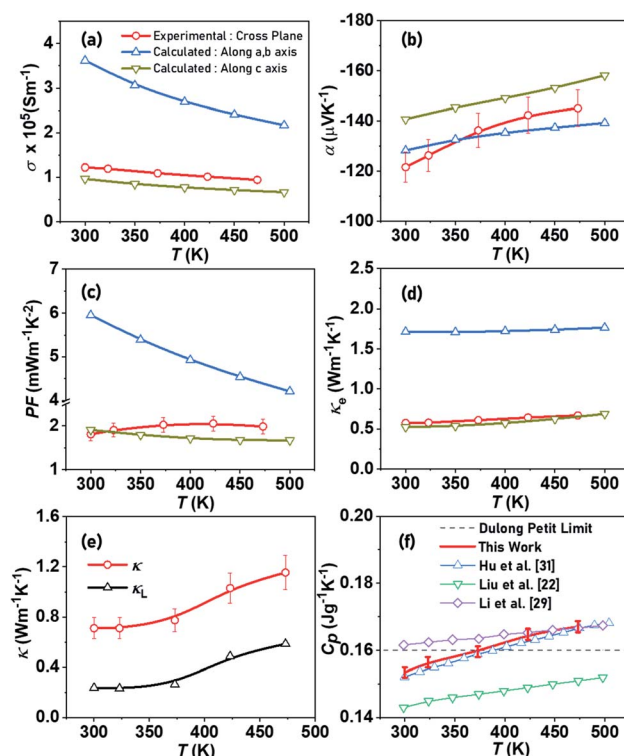 (a)
Experimental : Cross Plane
Calculated : Along a,b axis
Calculated : Along c axis
σ x 10⁵(Sm⁻¹)
4
3
2
1
0
300 350 400 450 500
T (K)
(b)
α (μVK⁻¹)
-180
-160
-140
-120
-100
300 350 400 450 500
T (K)
(c)
PF (mWm⁻¹K⁻²)
7
6
5
4
2
1
300 350 400 450 500
T (K)
(d)
κe (Wm⁻¹K⁻¹)
2.5
2.0
1.5
1.0
0.5
0.0
300 350 400 450 500
T (K)
(e)
κ
κL
κ (Wm⁻¹K⁻¹)
1.6
1.2
0.8
0.4
0.0
300 350 400 450 500
T (K)
(f)
Dulong Petit Limit
This Work
Hu et al. [31]
Liu et al. [22]
Li et al. [29]
Cp (Jg⁻¹K⁻¹)
0.20
0.18
0.16
0.14
300 350 400 450 500
T (K)